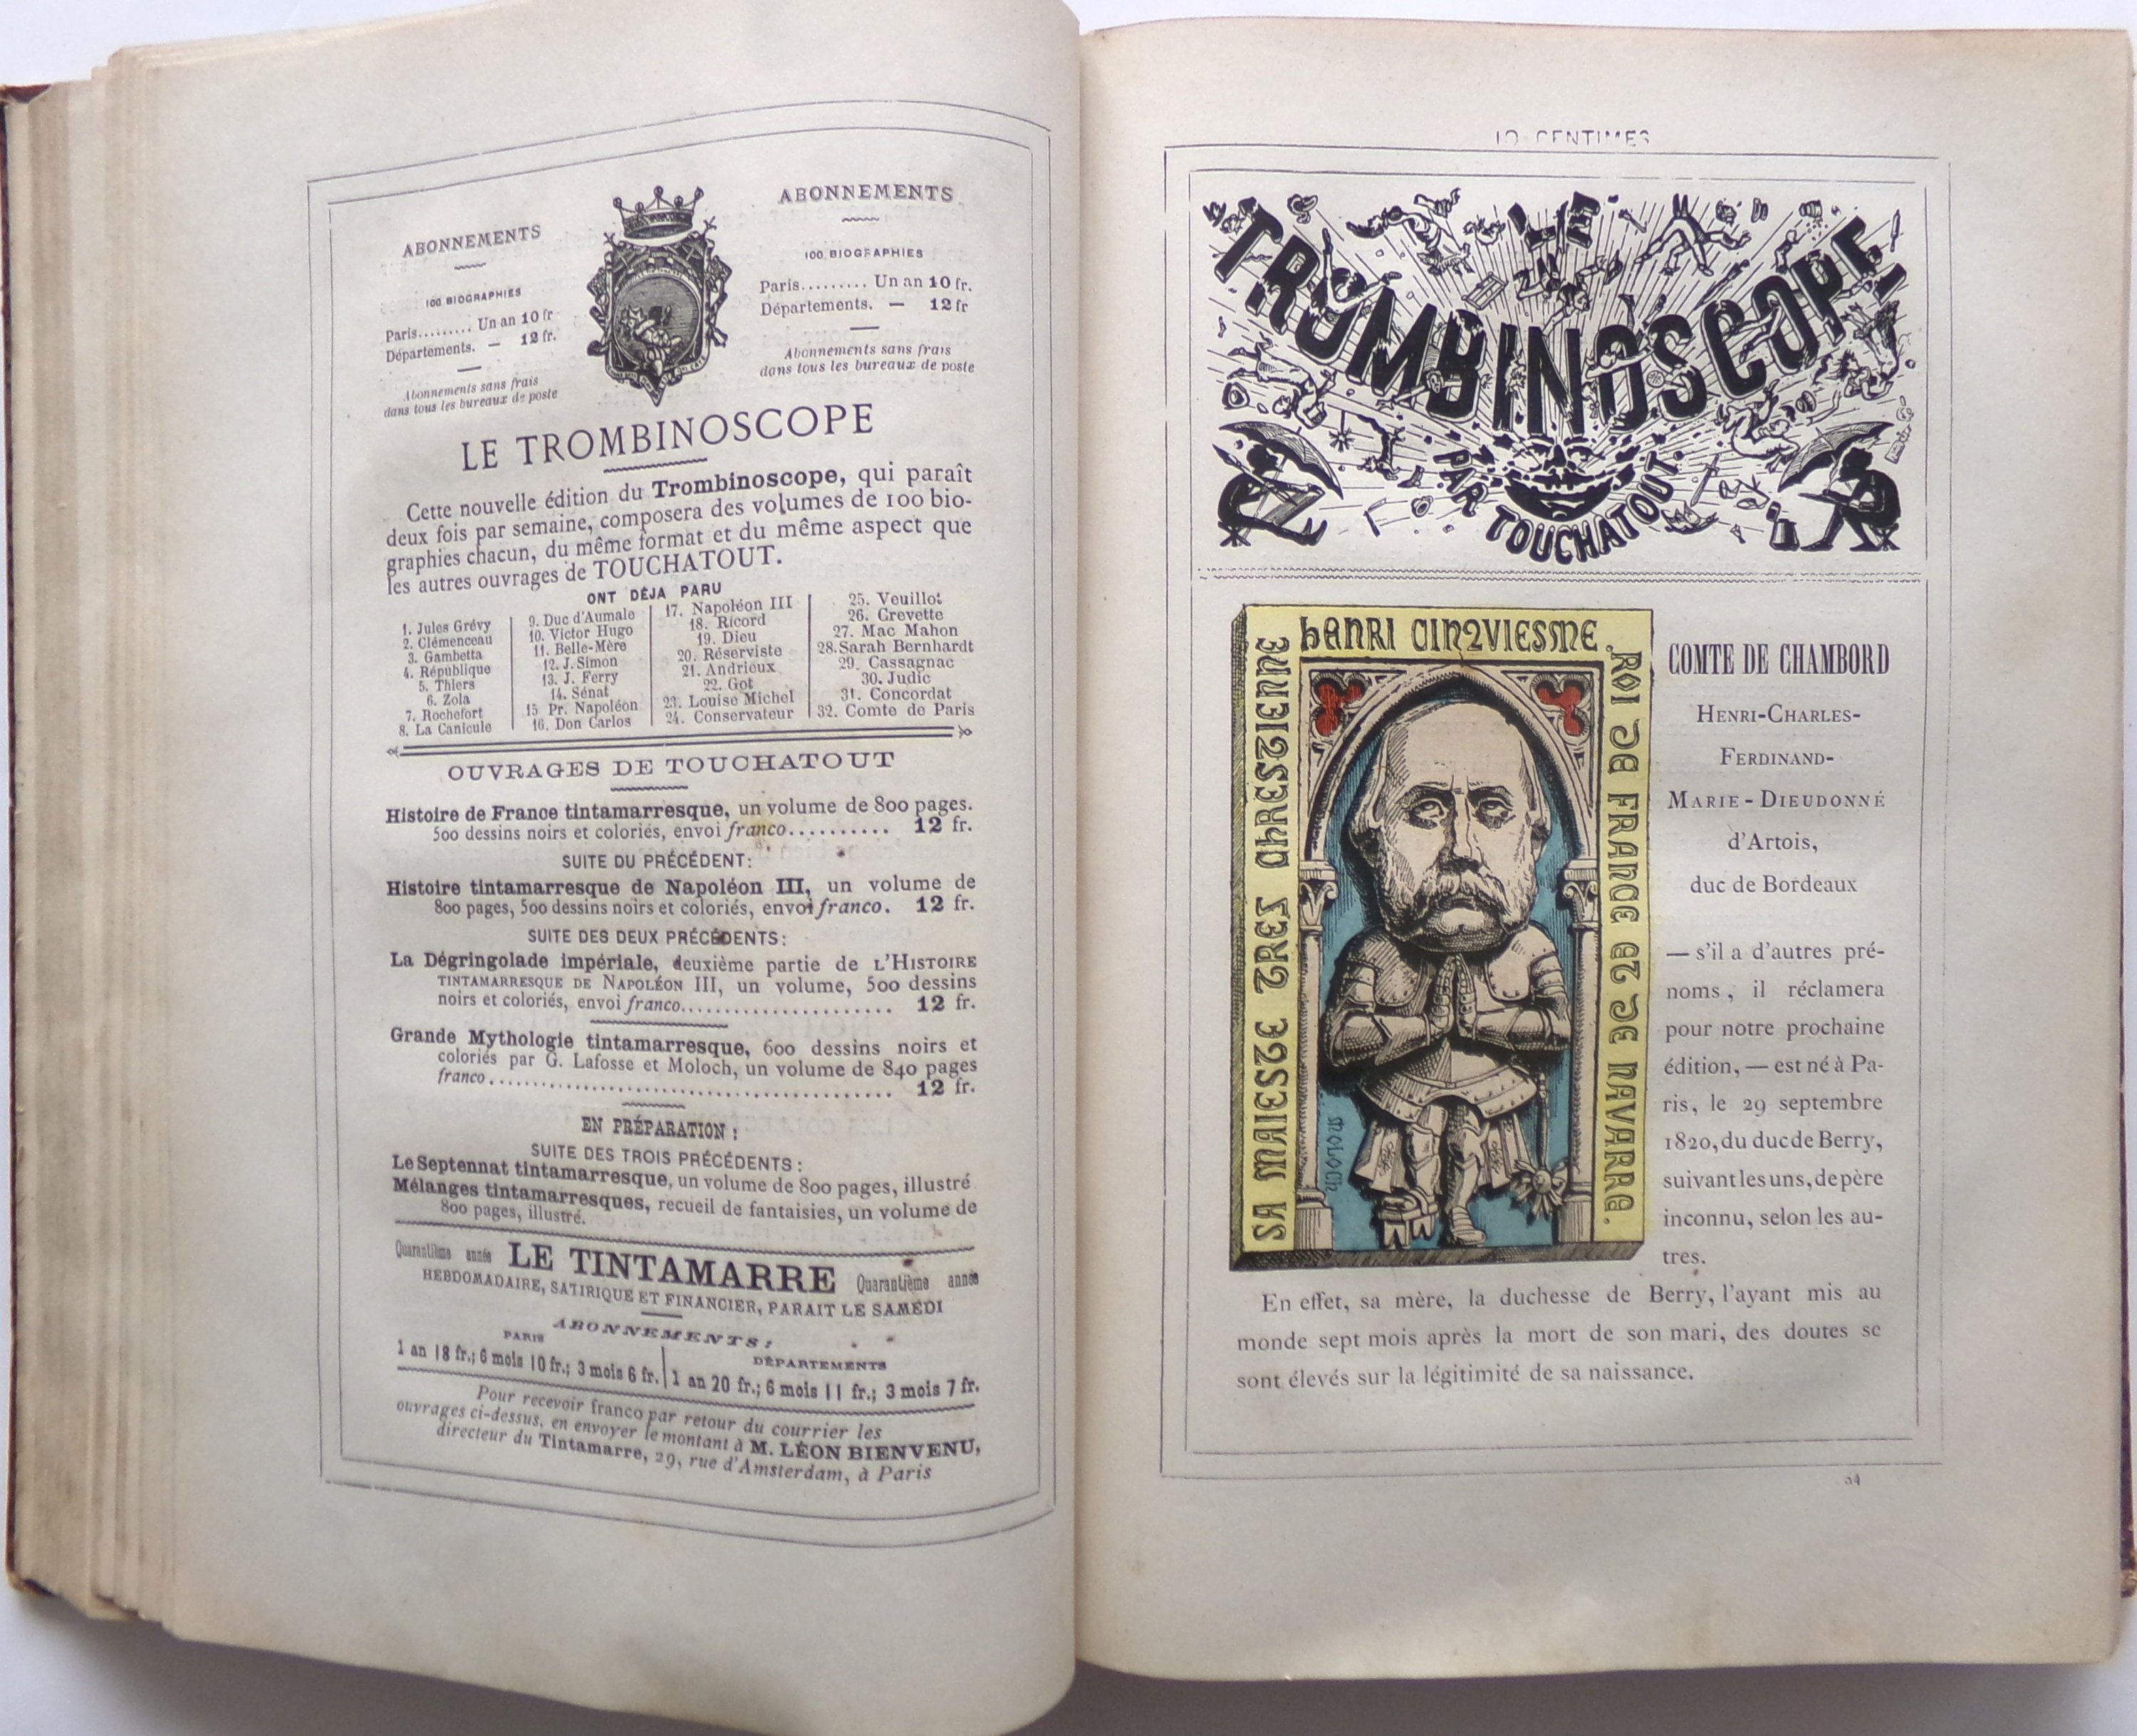 ABONNEMENTS
100 BIOGRAPHIES
Paris......... Un an 10 fr
Départements. — 12 fr.
Abonnements sans frais
dans tous les bureaux de poste
ABONNEMENTS
100 BIOGRAPHIES
Paris......... Un an 10 fr.
Départements. — 12 fr
Abonnements sans frais
dans tous les bureaux de poste
LE TROMBINOSCOPE
Cette nouvelle édition du Trombinoscope, qui paraît
deux fois par semaine, composera des volumes de 100 bio-
graphies chacun, du même format et du même aspect que
les autres ouvrages de TOUCHATOUT.
ONT DÉJA PARU
1. Jules Grévy
2. Clémenceau
3. Gambetta
4. République
5. Thiers
6. Zola
7. Rochefort
8. La Canicule
9. Duc d'Aumale
10. Victor Hugo
11. Belle-Mère
12. J. Simon
13. J. Ferry
14. Sénat
15 Pr. Napoléon
16. Don Carlos
17. Napoléon III
18. Ricord
19. Dieu
20. Réserviste
21. Andrieux
22. Got
23. Louise Michel
24. Conservateur
25. Veuillot
26. Crevette
27. Mac Mahon
28. Sarah Bernhardt
29. Cassagnac
30. Judic
31. Concordat
32. Comte de Paris
OUVRAGES DE TOUCHATOUT
Histoire de France tintamarresque, un volume de 800 pages.
500 dessins noirs et coloriés, envoi franco.......... 12 fr.
SUITE DU PRÉCÉDENT:
Histoire tintamarresque de Napoléon III, un volume de
800 pages, 500 dessins noirs et coloriés, envoi franco. 12 fr.
SUITE DES DEUX PRÉCÉDENTS:
La Dégringolade impériale, deuxième partie de L'HISTOIRE
TINTAMARRESQUE DE NAPOLÉON III, un volume, 500 dessins
noirs et coloriés, envoi franco...................... 12 fr.
Grande Mythologie tintamarresque, 600 dessins noirs et
coloriés par G. Lafosse et Moloch, un volume de 840 pages
franco.......................................... 12 fr.
EN PRÉPARATION :
SUITE DES TROIS PRÉCÉDENTS :
Le Septennat tintamarresque, un volume de 800 pages, illustré
Mélanges tintamarresques, recueil de fantaisies, un volume de
800 pages, illustré.
Quarantième année LE TINTAMARRE Quarantième année
HEBDOMADAIRE, SATIRIQUE ET FINANCIER, PARAIT LE SAMEDI
ABONNEMENTS :
PARIS
1 an 18 fr.; 6 mois 10 fr.; 3 mois 6 fr.
DÉPARTEMENTS
1 an 20 fr.; 6 mois 11 fr.; 3 mois 7 fr.
Pour recevoir franco par retour du courrier les
ouvrages ci-dessus, en envoyer le montant à M. LÉON BIENVENU,
directeur du Tintamarre, 29, rue d'Amsterdam, à Paris
10 CENTIMES
LE
TROMBINOSCOPE
PAR TOUCHATOUT.
SA MAIESTE TRES CHRESTIENNE
HENRI CINQVIESME
ROI DE FRANCE ET DE NAVARRE.
MOLOCH
COMTE DE CHAMBORD
HENRI-CHARLES-
FERDINAND-
MARIE-DIEUDONNÉ
d'Artois,
duc de Bordeaux
— s'il a d'autres pré-
noms, il réclamera
pour notre prochaine
édition, — est né à Pa-
ris, le 29 septembre
1820, du duc de Berry,
suivant les uns, de père
inconnu, selon les au-
tres.
En effet, sa mère, la duchesse de Berry, l'ayant mis au
monde sept mois après la mort de son mari, des doutes se
sont élevés sur la légitimité de sa naissance.
34